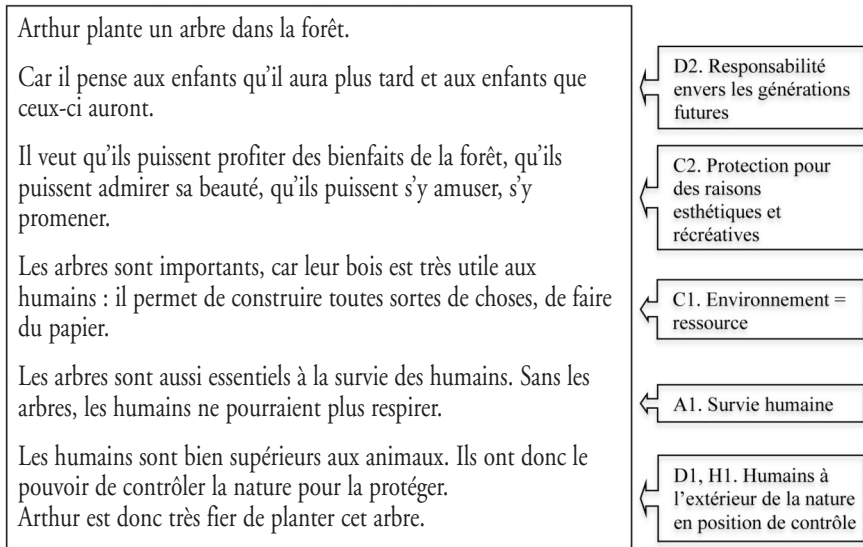 Arthur plante un arbre dans la forêt.
Car il pense aux enfants qu'il aura plus tard et aux enfants que
ceux-ci auront.
Il veut qu'ils puissent profiter des bienfaits de la forêt, qu'ils
puissent admirer sa beauté, qu'ils puissent s'y amuser, s'y
promener.
Les arbres sont importants, car leur bois est très utile aux
humains : il permet de construire toutes sortes de choses, de faire
du papier.
Les arbres sont aussi essentiels à la survie des humains. Sans les
arbres, les humains ne pourraient plus respirer.
Les humains sont bien supérieurs aux animaux. Ils ont donc le
pouvoir de contrôler la nature pour la protéger.
Arthur est donc très fier de planter cet arbre.
D2. Responsabilité
envers les générations
futures
C2. Protection pour
des raisons
esthétiques et
récréatives
C1. Environnement =
ressource
A1. Survie humaine
D1, H1. Humains à
l'extérieur de la nature
en position de contrôle